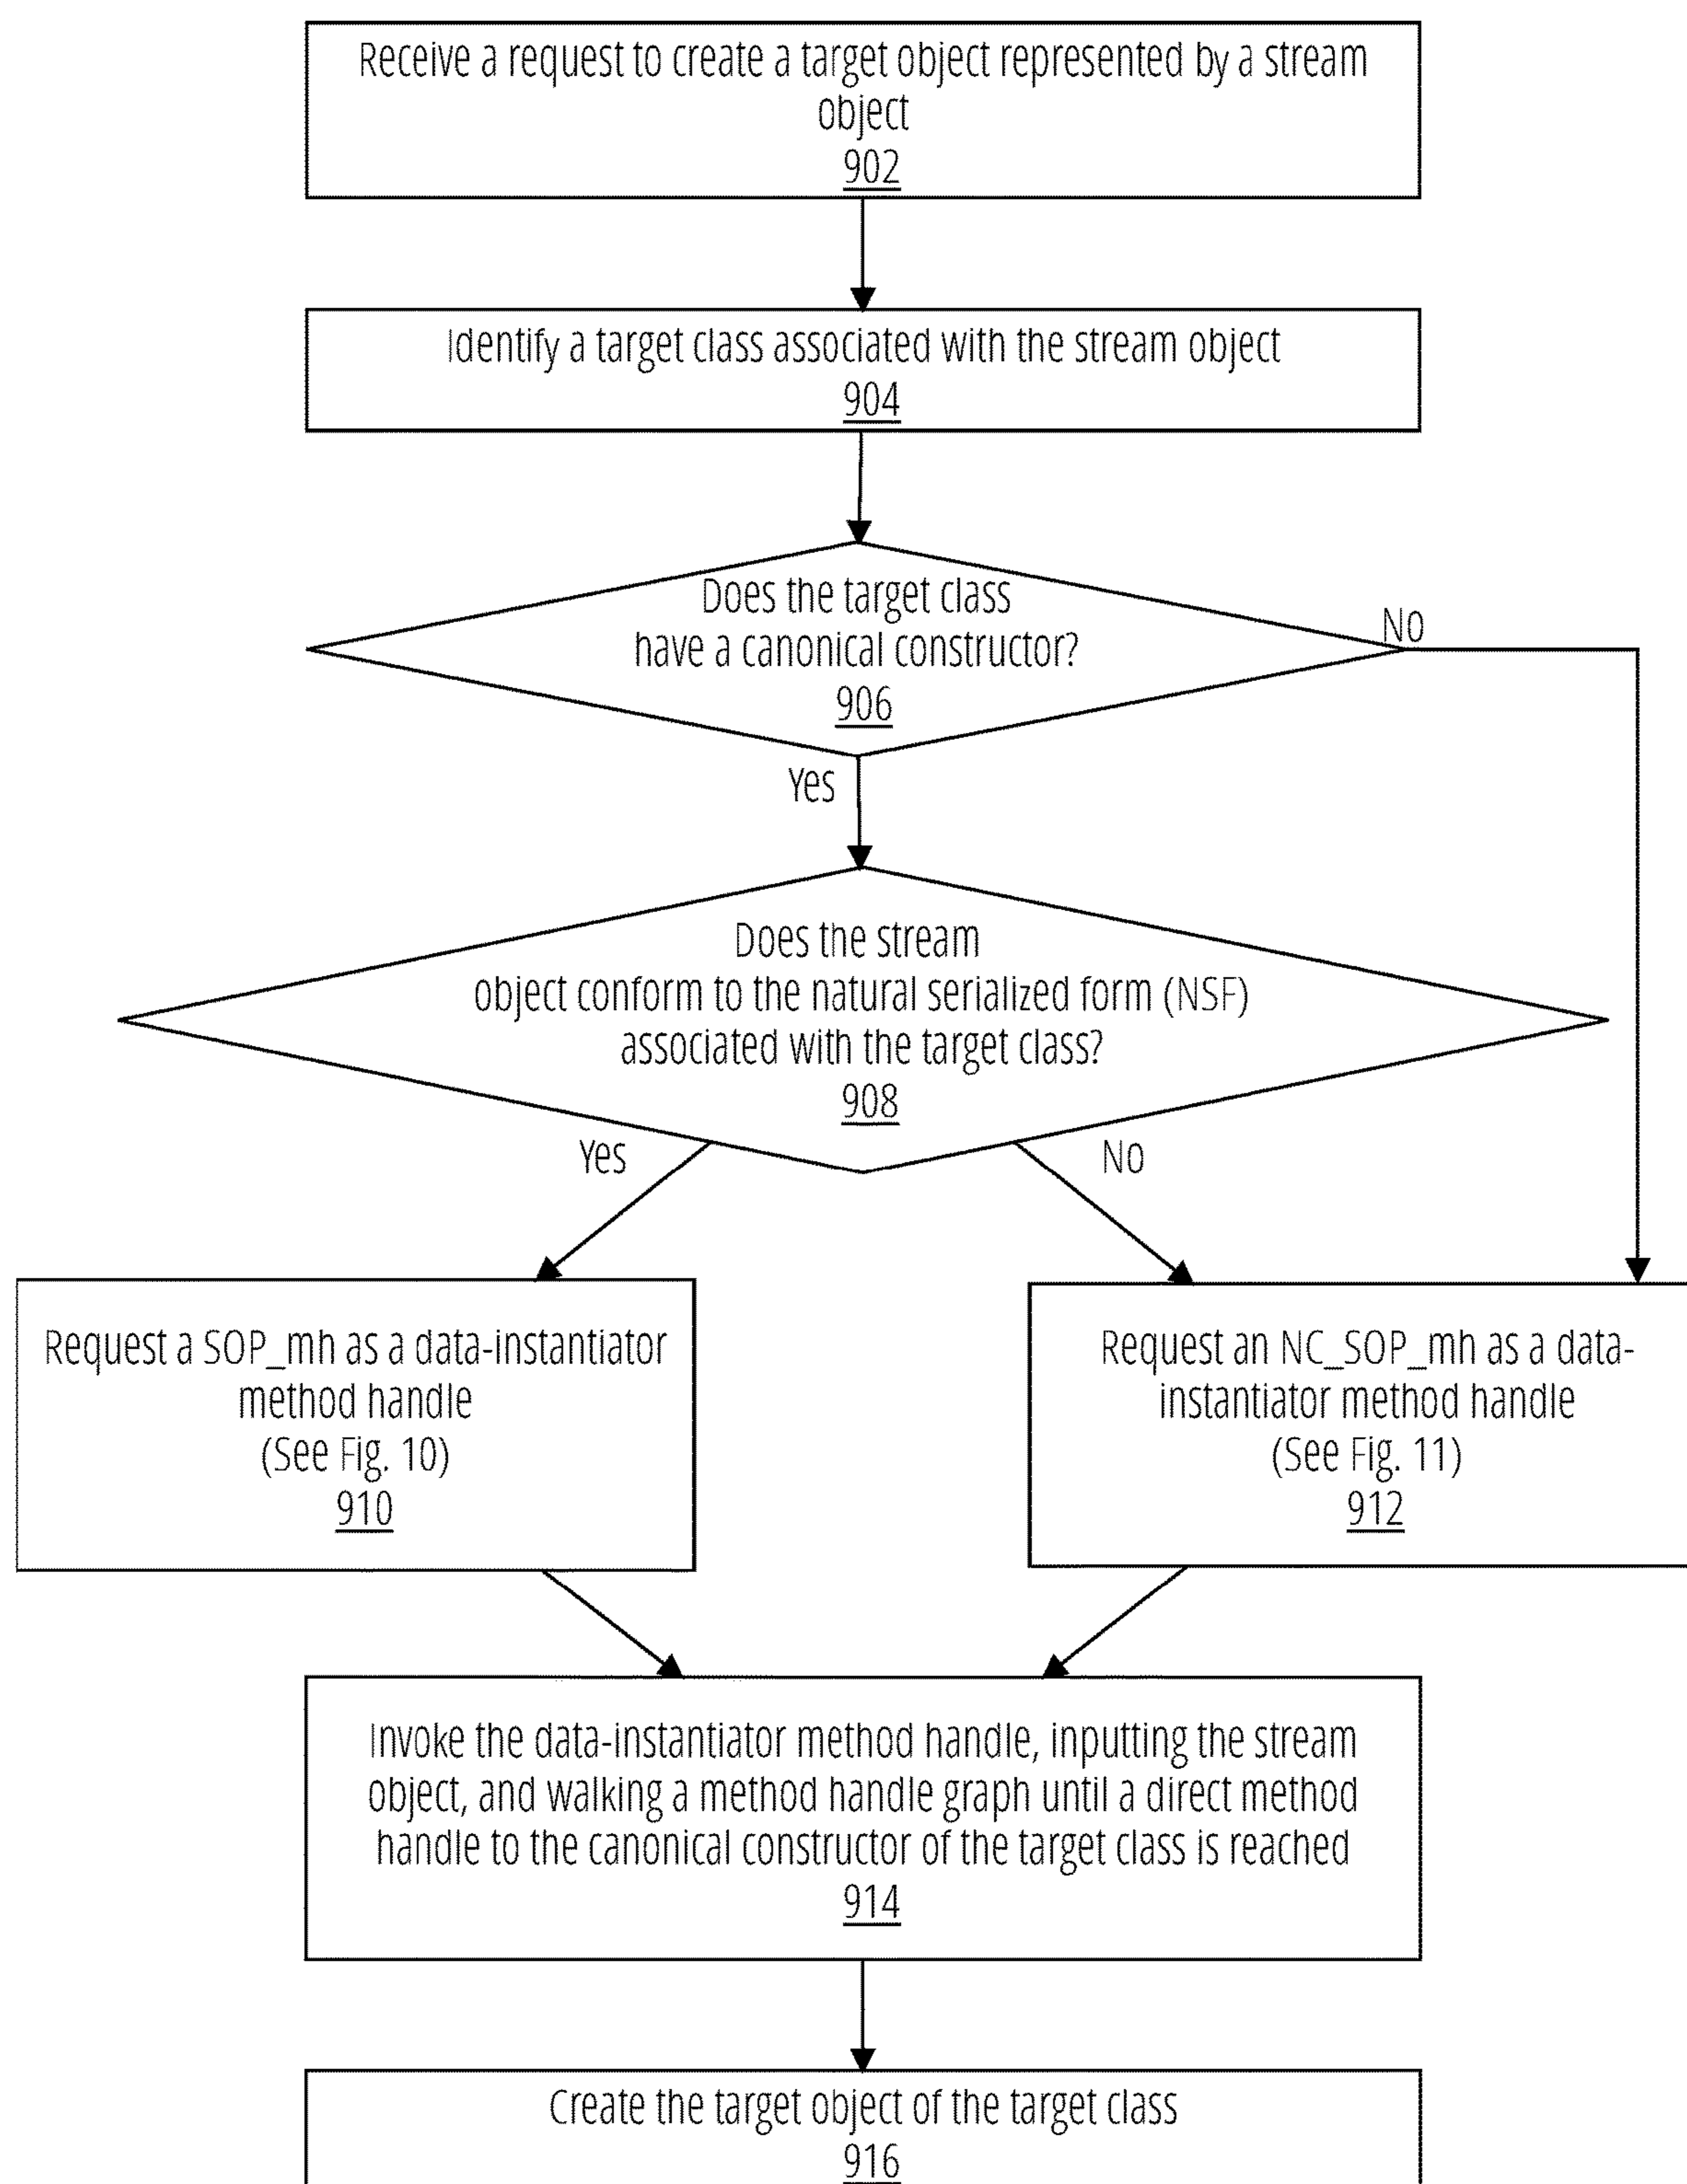 Receive a request to create a target object represented by a stream
object
902
Identify a target class associated with the stream object
904
Does the target class
have a canonical constructor?
906
No
Yes
Does the stream
object conform to the natural serialized form (NSF)
associated with the target class?
908
Yes
No
Request a SOP_mh as a data-instantiator
method handle
(See Fig. 10)
910
Request an NC_SOP_mh as a data-
instantiator method handle
(See Fig. 11)
912
Invoke the data-instantiator method handle, inputting the stream
object, and walking a method handle graph until a direct method
handle to the canonical constructor of the target class is reached
914
Create the target object of the target class
916